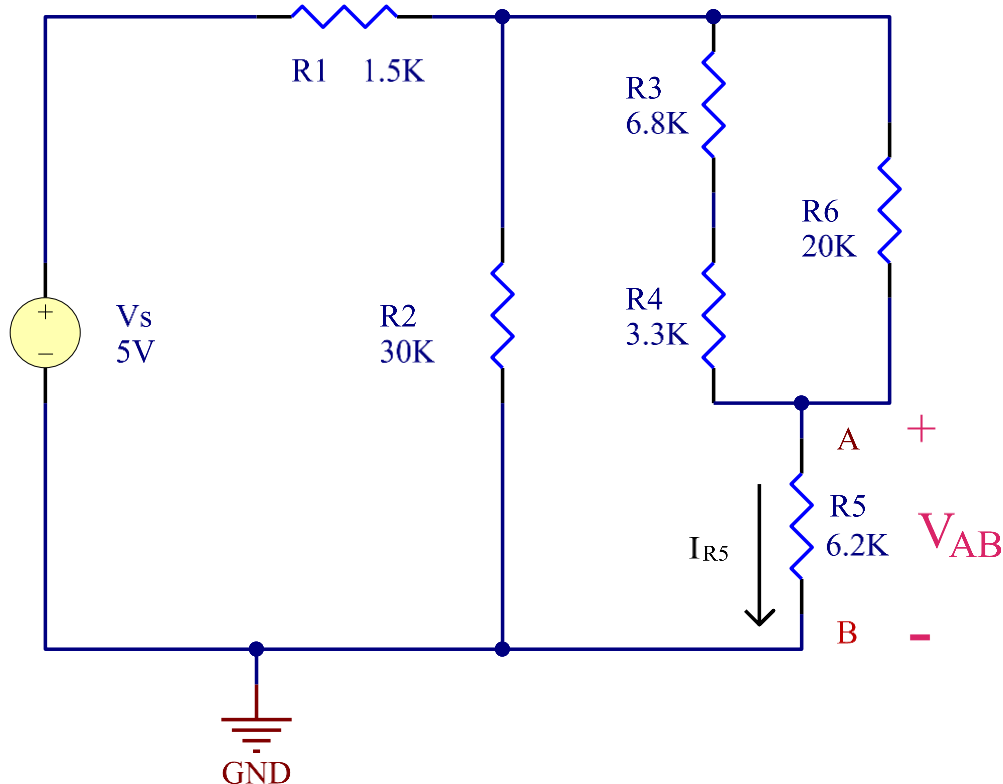 R1 1.5K
R3
6.8K
R6
20K
Vs
5V
R2
30K
R4
3.3K
A
+
R5
6.2K
VAB
IR5
B
-
GND